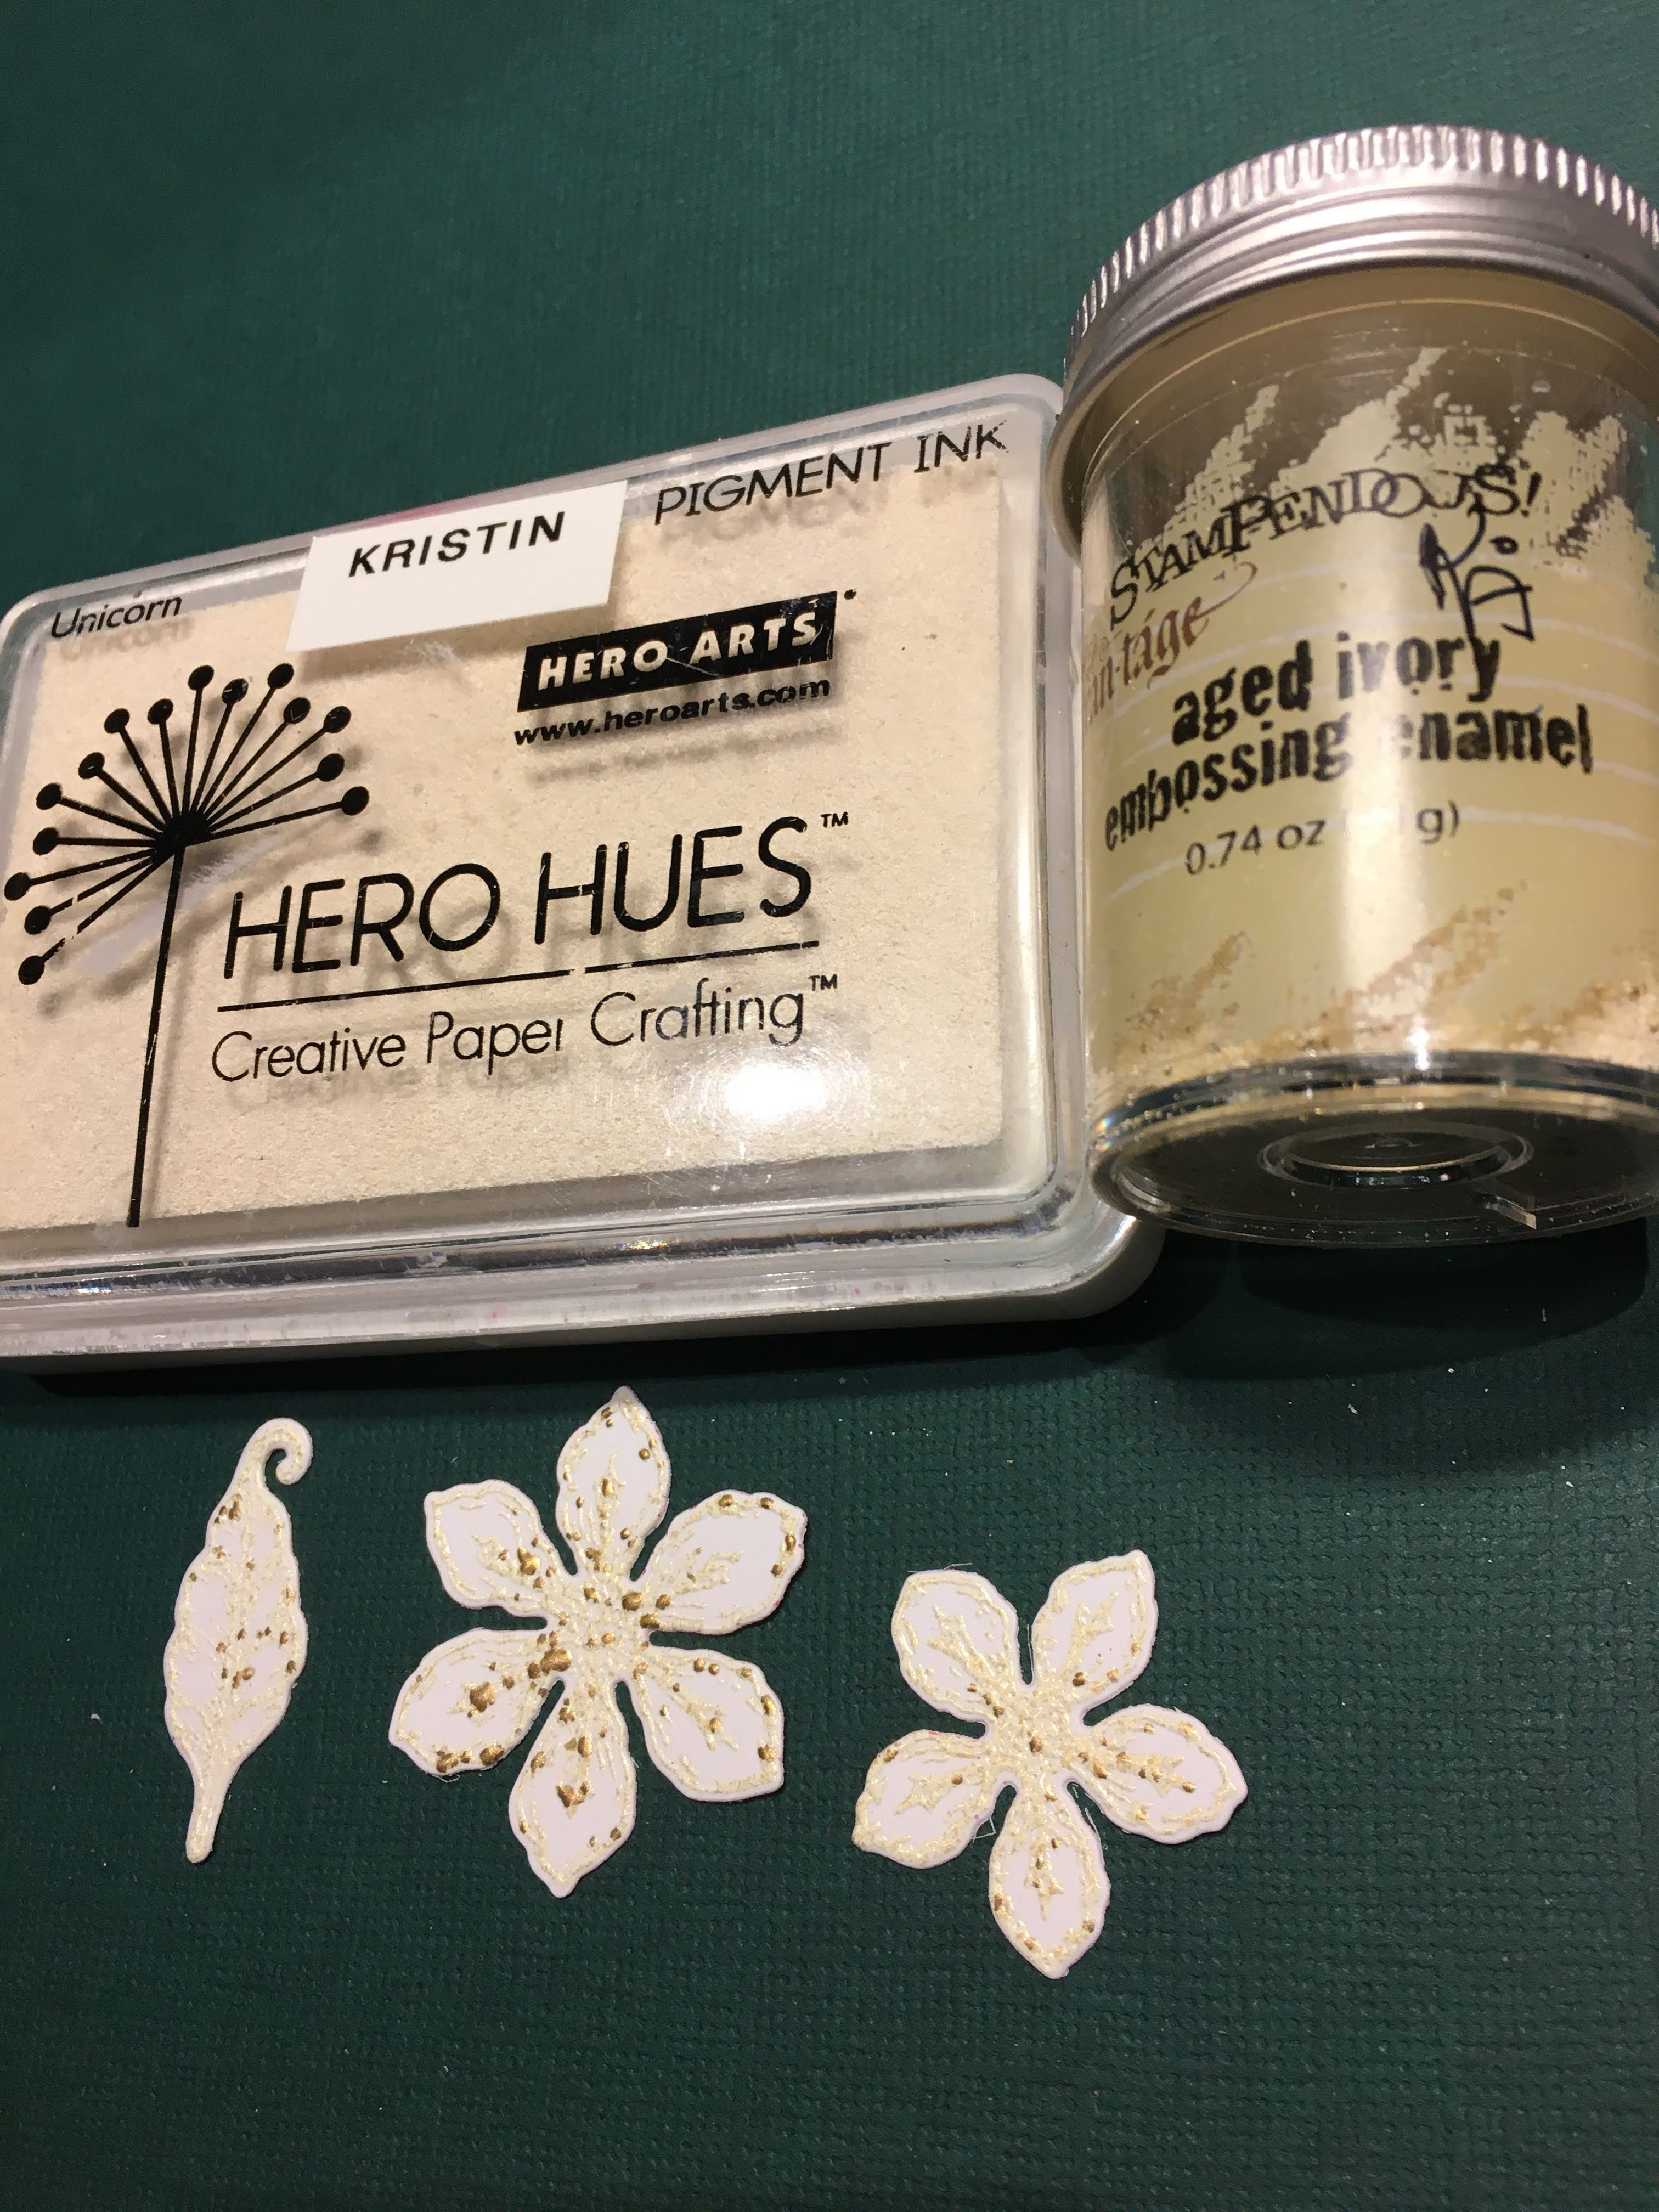 PIGMENT INK
KRISTIN
Unicorn
HERO ARTS
www.heroarts.com
HERO HUES™
Creative Paper Crafting™
STAMPENDOUS!
aged ivory
embossing enamel
0.74 oz g)